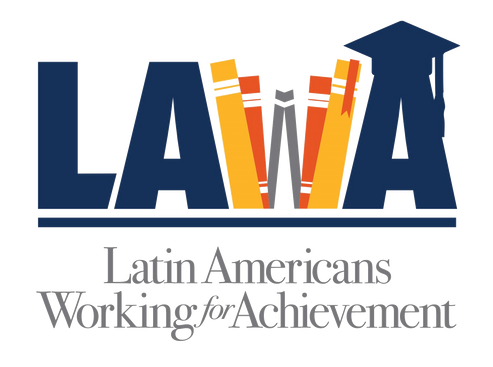 LAWA
Latin Americans
Working for Achievement